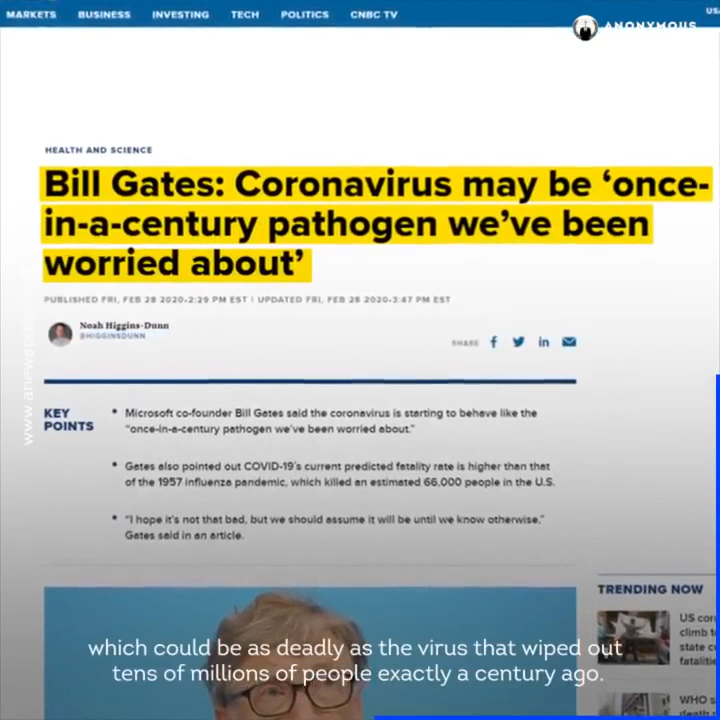 MARKETS BUSINESS INVESTING TECH POLITICS CNBC TV
ANONYMOUS
HEALTH AND SCIENCE
Bill Gates: Coronavirus may be ‘once-
in-a-century pathogen we’ve been
worried about’
PUBLISHED FRI, FEB 28 2020•2:29 PM EST | UPDATED FRI, FEB 28 2020•3:47 PM EST
Noah Higgins-Dunn
@HIGGINSDUNN
SHARE
KEY
POINTS
• Microsoft co-founder Bill Gates said the coronavirus is starting to behave like the
“once-in-a-century pathogen we’ve been worried about.”
• Gates also pointed out COVID-19’s current predicted fatality rate is higher than that
of the 1957 influenza pandemic, which killed an estimated 66,000 people in the U.S.
• “I hope it’s not that bad, but we should assume it will be until we know otherwise,”
Gates said in an article.
TRENDING NOW
US
climb
state
WHO
which could be as deadly as the virus that wiped out
tens of millions of people exactly a century ago.